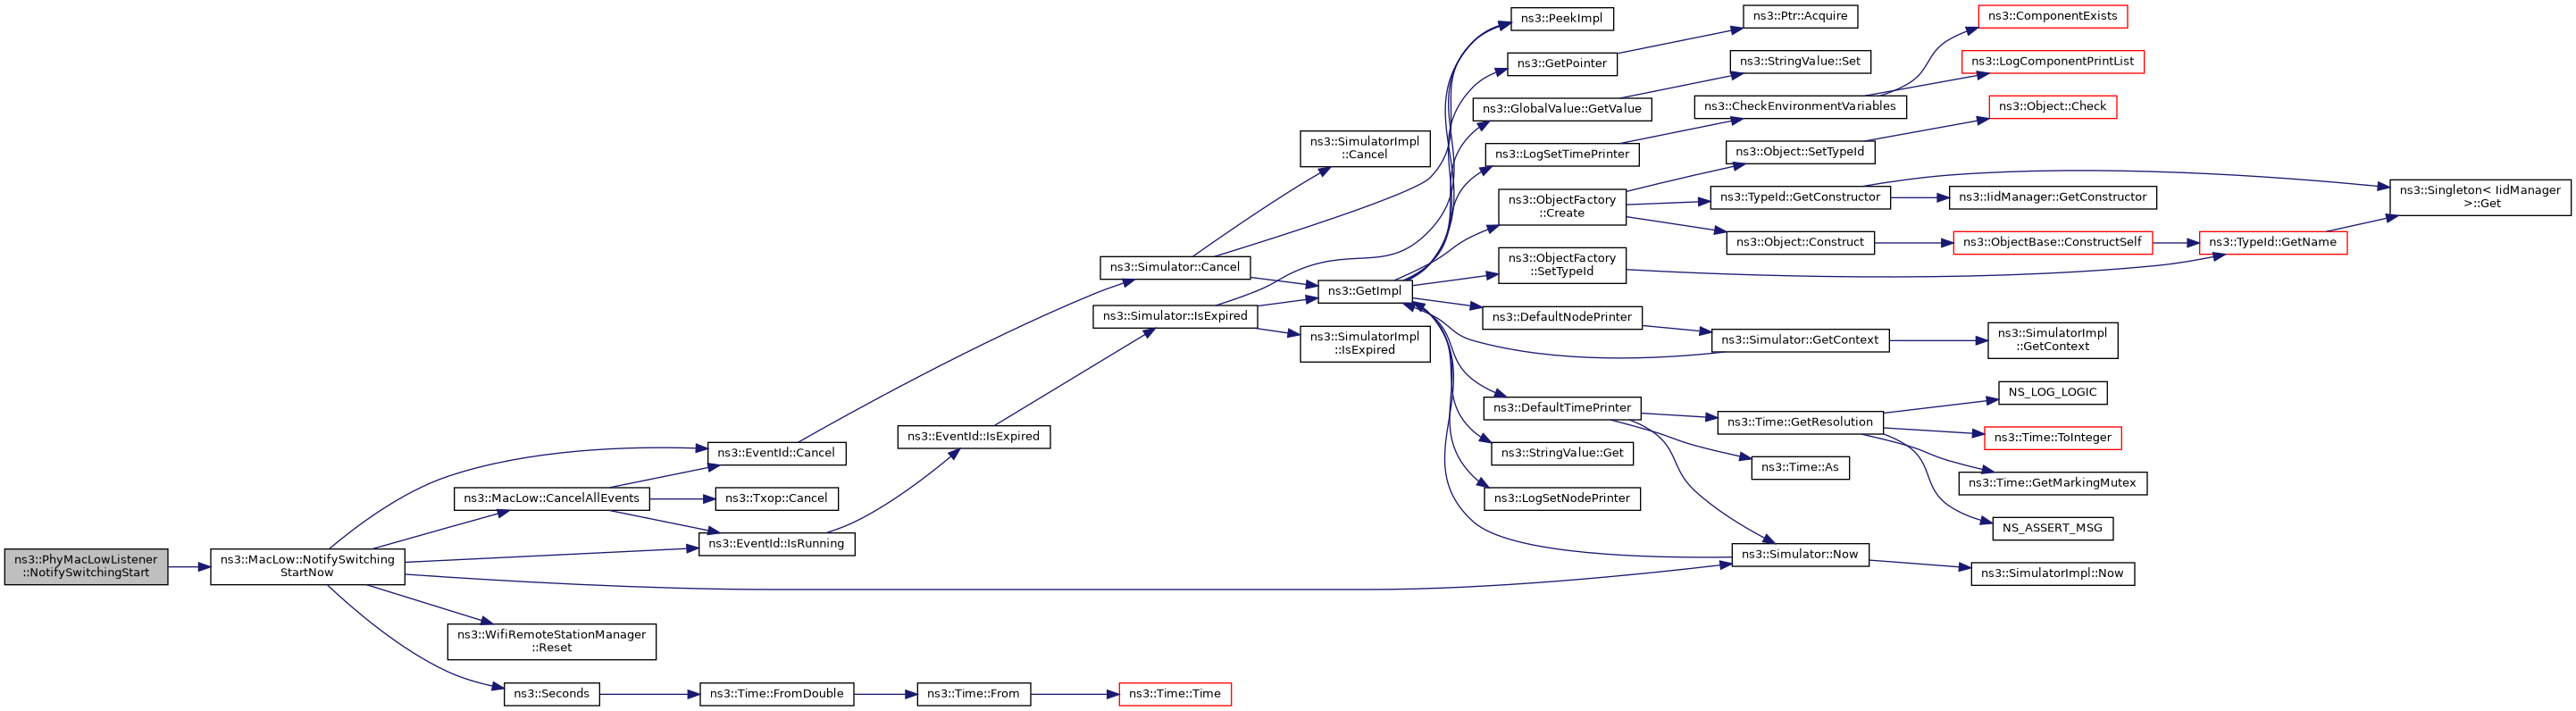 ns3::PhyMacLowListener
::NotifySwitchingStart
ns3::MacLow::NotifySwitching
StartNow
ns3::EventId::Cancel
ns3::MacLow::CancelAllEvents
ns3::Txop::Cancel
ns3::EventId::IsRunning
ns3::WifiRemoteStationManager
::Reset
ns3::Seconds
ns3::Time::FromDouble
ns3::Time::From
ns3::Time::Time
ns3::EventId::IsExpired
ns3::Simulator::Cancel
ns3::Simulator::IsExpired
ns3::SimulatorImpl
::Cancel
ns3::GetImpl
ns3::SimulatorImpl
::IsExpired
ns3::PeekImpl
ns3::GetPointer
ns3::GlobalValue::GetValue
ns3::LogSetTimePrinter
ns3::ObjectFactory
::Create
ns3::ObjectFactory
::SetTypeId
ns3::DefaultNodePrinter
ns3::DefaultTimePrinter
ns3::StringValue::Get
ns3::LogSetNodePrinter
ns3::Ptr::Acquire
ns3::StringValue::Set
ns3::CheckEnvironmentVariables
ns3::Object::SetTypeId
ns3::TypeId::GetConstructor
ns3::Object::Construct
ns3::Simulator::GetContext
ns3::Time::GetResolution
ns3::Time::As
ns3::Simulator::Now
ns3::ComponentExists
ns3::LogComponentPrintList
ns3::Object::Check
ns3::IidManager::GetConstructor
ns3::ObjectBase::ConstructSelf
ns3::SimulatorImpl
::GetContext
NS_LOG_LOGIC
ns3::Time::ToInteger
ns3::Time::GetMarkingMutex
NS_ASSERT_MSG
ns3::SimulatorImpl::Now
ns3::TypeId::GetName
ns3::Singleton< IidManager
>::Get